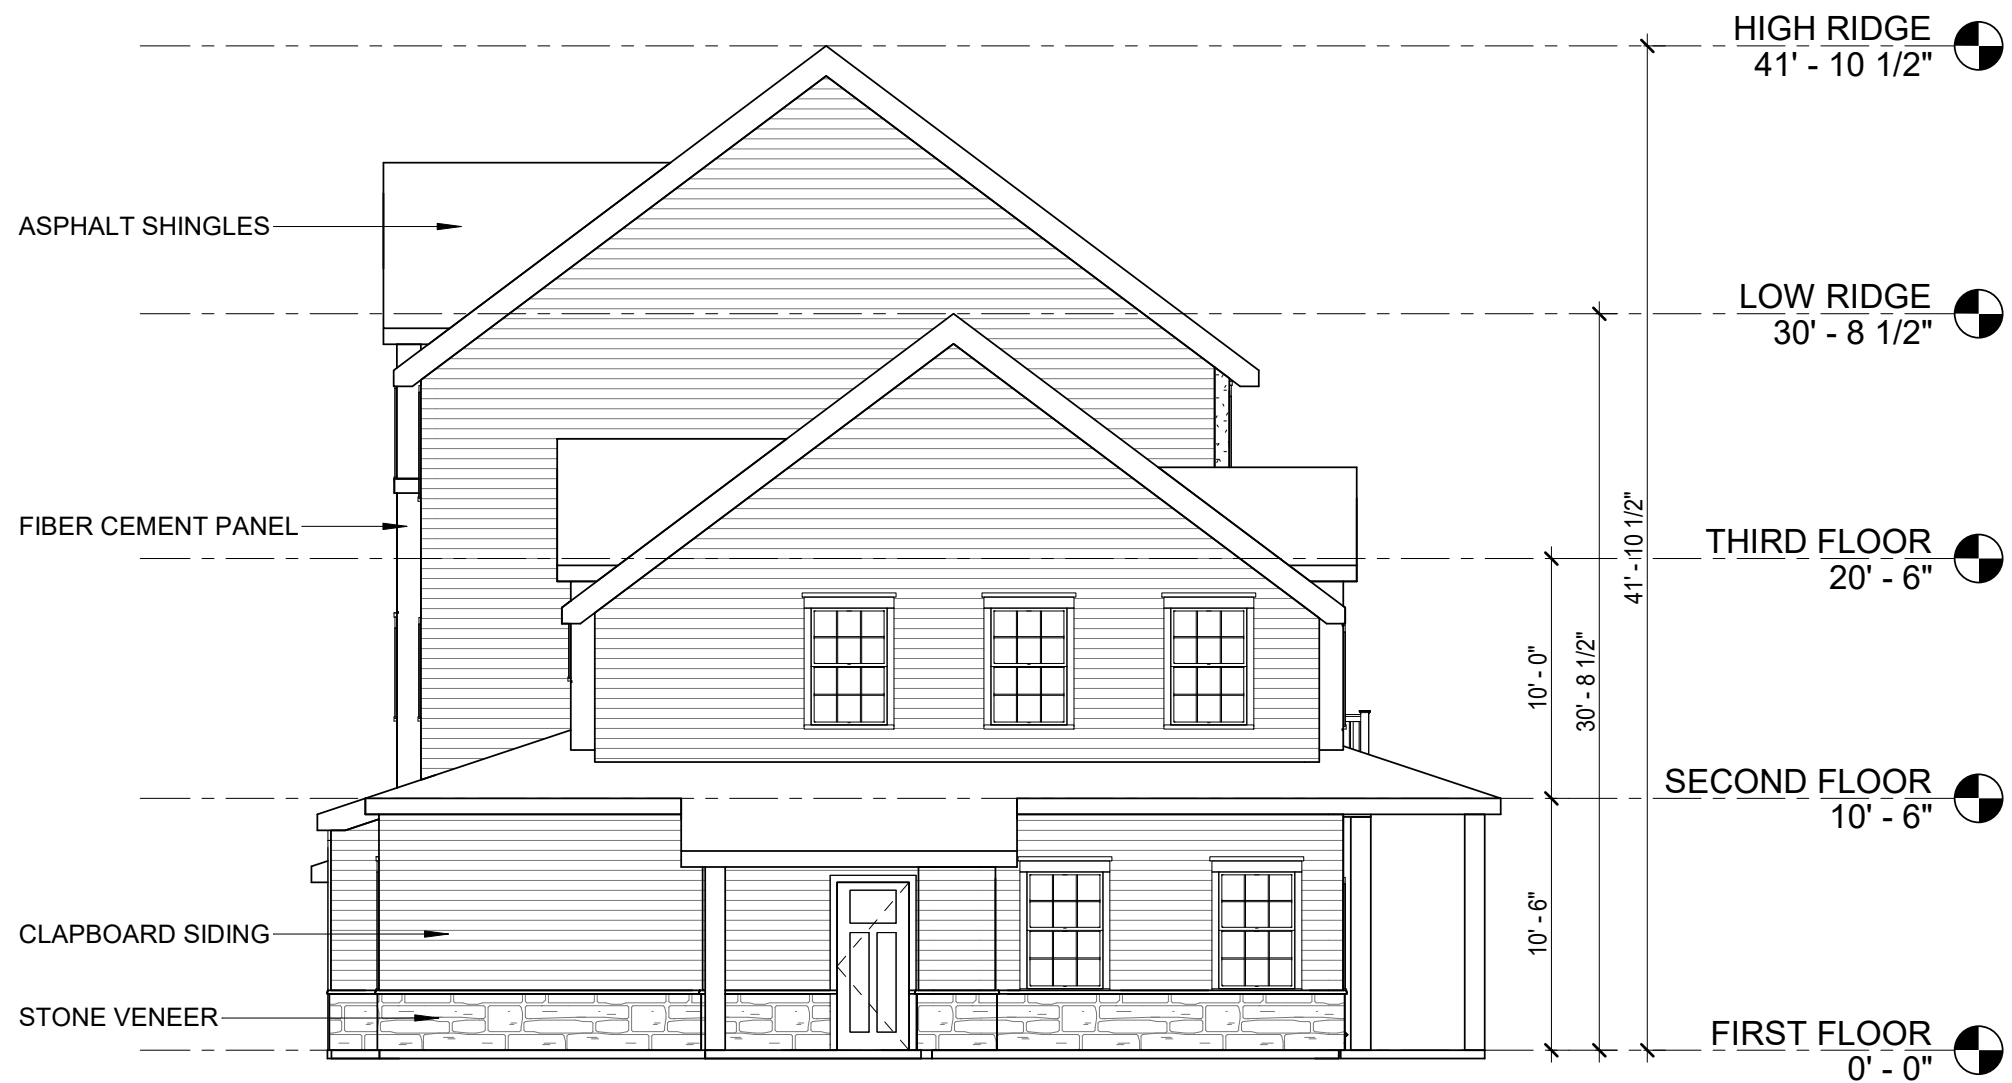 HIGH RIDGE
41' - 10 1/2"
ASPHALT SHINGLES
LOW RIDGE
30' - 8 1/2"
FIBER CEMENT PANEL
41' - 10 1/2"
THIRD FLOOR
20' - 6"
10' - 0"
30' - 8 1/2"
SECOND FLOOR
10' - 6"
CLAPBOARD SIDING
10' - 6"
STONE VENEER
FIRST FLOOR
0' - 0"